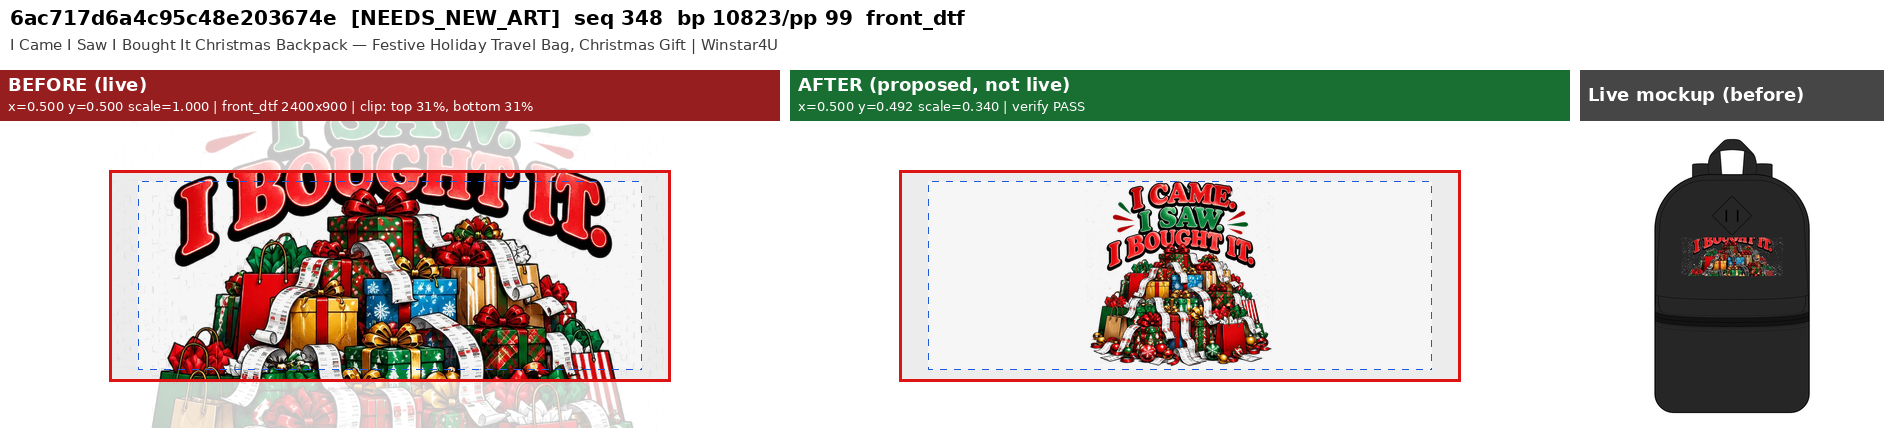 6ac717d6a4c95c48e203674e [NEEDS_NEW_ART] seq 348 bp 10823/pp 99 front_dtf
I Came I Saw I Bought It Christmas Backpack — Festive Holiday Travel Bag, Christmas Gift | Winstar4U
BEFORE (live)
x=0.500 y=0.500 scale=1.000 | front_dtf 2400x900 | clip: top 31%, bottom 31%
I SAW.
I BOUGHT IT.
AFTER (proposed, not live)
x=0.500 y=0.492 scale=0.340 | verify PASS
I CAME.
I SAW.
I BOUGHT IT.
Live mockup (before)
I BOUGHT IT.